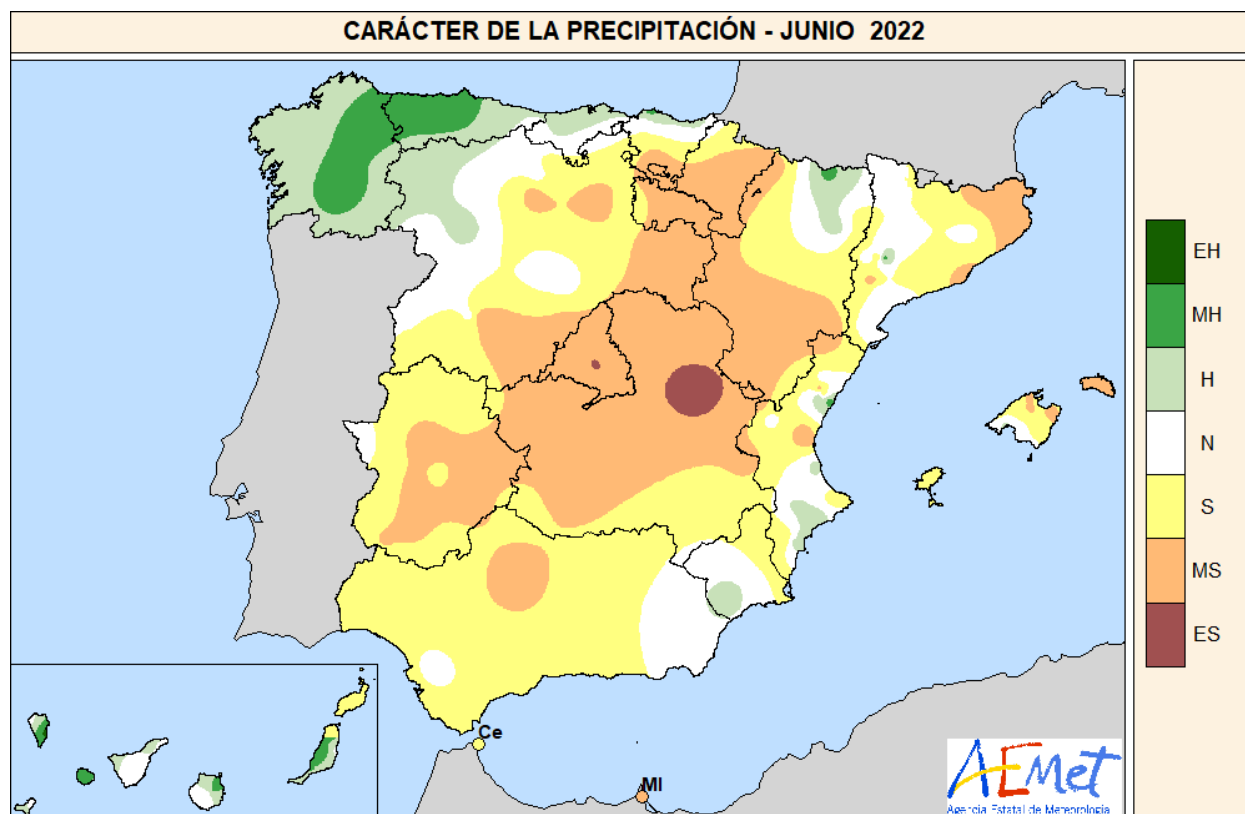 CARÁCTER DE LA PRECIPITACIÓN - JUNIO 2022
EH
MH
H
N
S
MS
ES
Ce
Ml
AEMet
Agencia Estatal de Meteorología